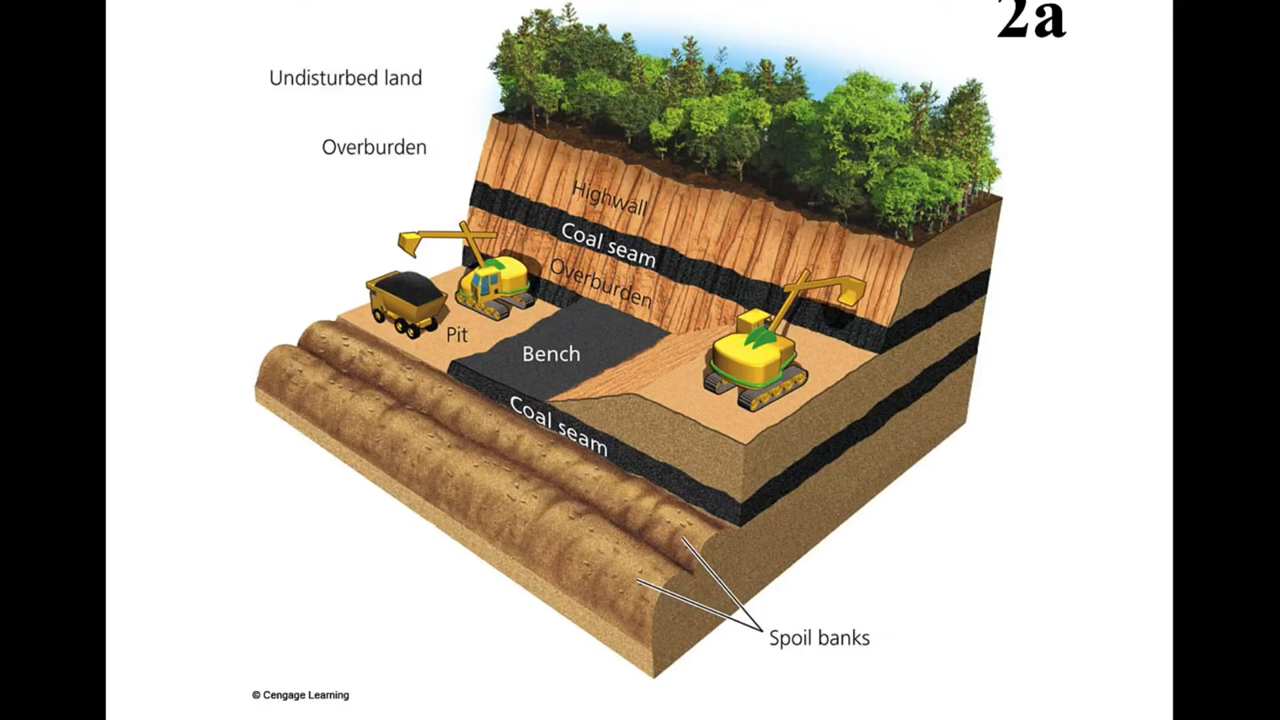 2a
Undisturbed land
Overburden
Highwall
Coal seam
Overburden
Pit
Bench
Coal seam
Spoil banks
© Cengage Learning